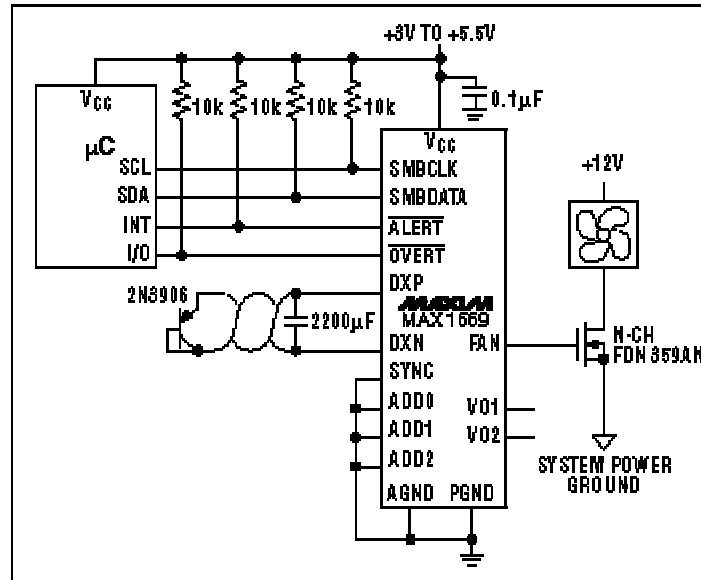 +3V TO +5.5V
VCC
μC
SCL
SDA
INT
I/O
10k
10k
10k
10k
0.1μF
VCC
SMBCLK
SMBDATA
ALERT
OVERT
DXP
MAXIM
MAX1669
DXN
FAN
SYNC
ADD0
ADD1
ADD2
VO1
VO2
AGND
PGND
2N3906
2200μF
+12V
N-CH
FDN359AN
SYSTEM POWER
GROUND